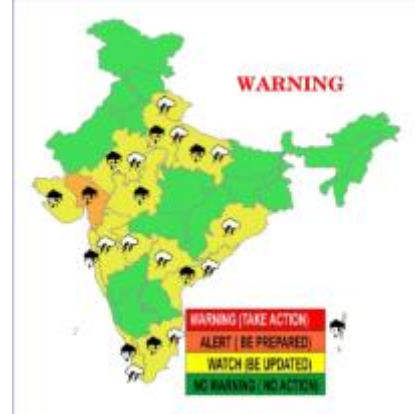 WARNING
WARNING (TAKE ACTION)
ALERT ( BE PREPARED)
WATCH (BE UPDATED)
NO WARNING ( NO ACTION)